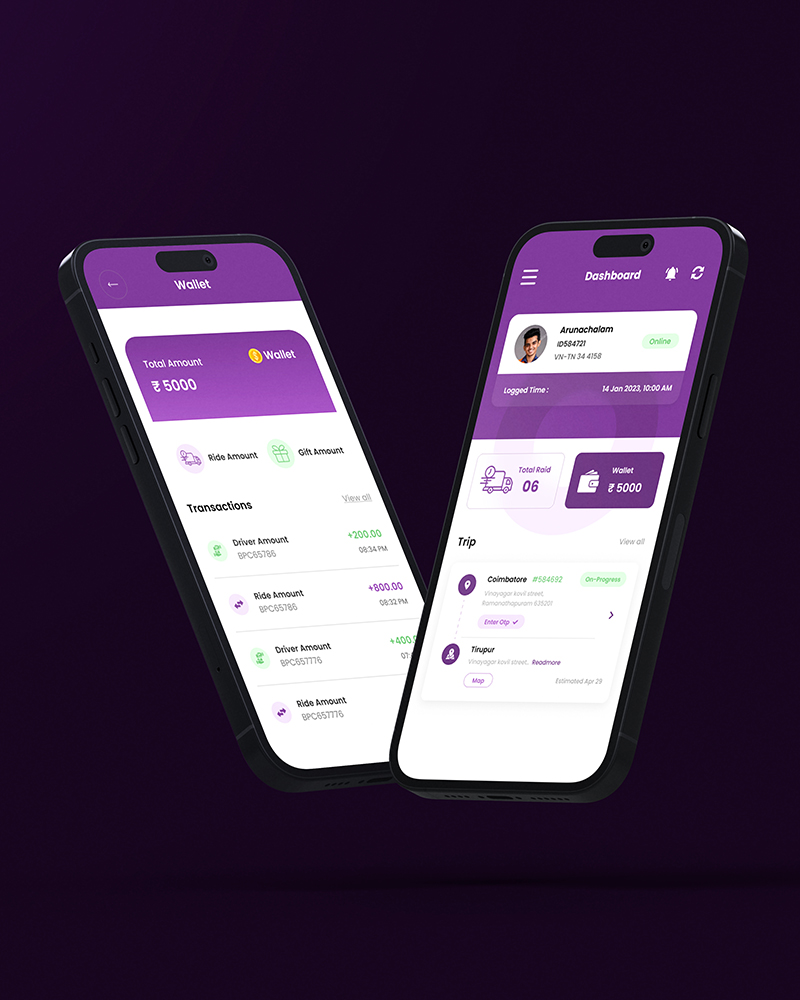 Wallet
Total Amount
Wallet
₹ 5000
Ride Amount
Gift Amount
Transactions
View all
Driver Amount
BPC65786
+200.00
08:34 PM
Ride Amount
BPC65786
+800.00
08:32 PM
Driver Amount
BPC657776
+400.
07:
Ride Amount
BPC657776
Dashboard
Arunachalam
ID584721
VN-TN 34 4158
Online
Logged Time :
14 Jan 2023, 10:00 AM
Total Raid
06
Wallet
₹ 5000
Trip
View all
Coimbatore #584692
On-Progress
Vinayagar kovil street,
Ramanathapuram 635201
Enter Otp
Tirupur
Vinayagar kovil street,. Readmore
Map
Estimated Apr 29